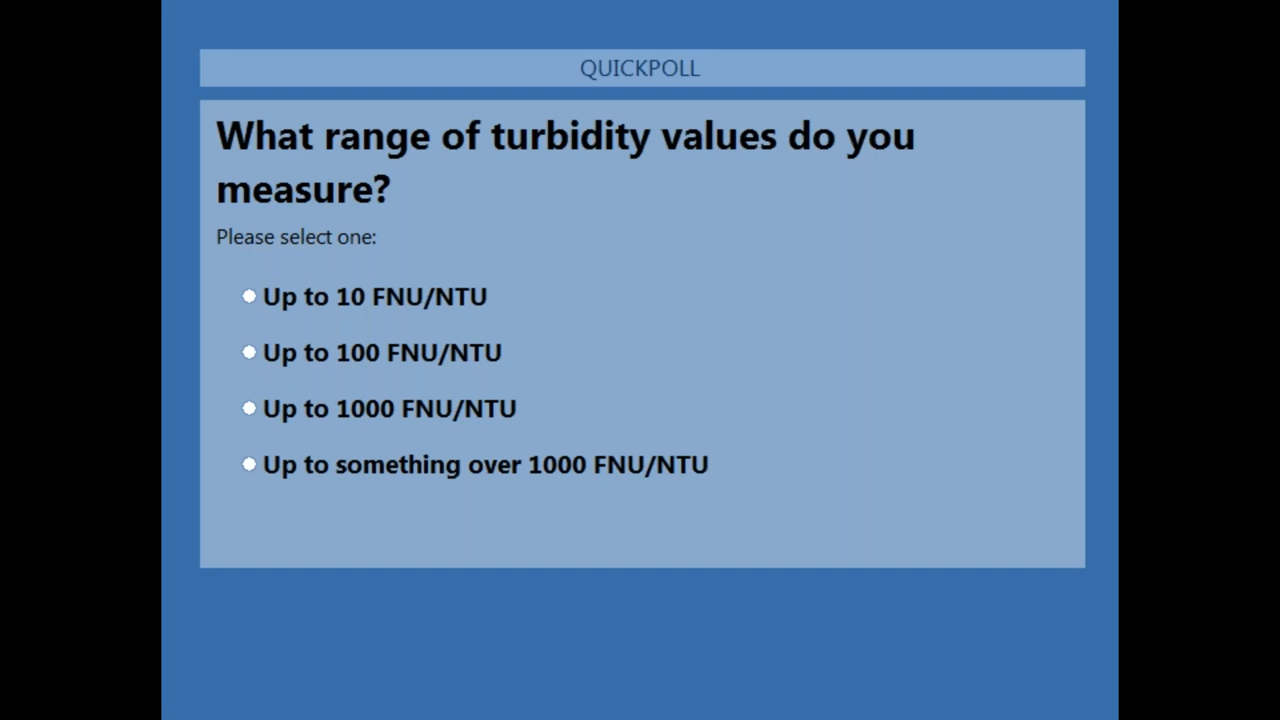 QUICKPOLL
What range of turbidity values do you
measure?
Please select one:
Up to 10 FNU/NTU
Up to 100 FNU/NTU
Up to 1000 FNU/NTU
Up to something over 1000 FNU/NTU